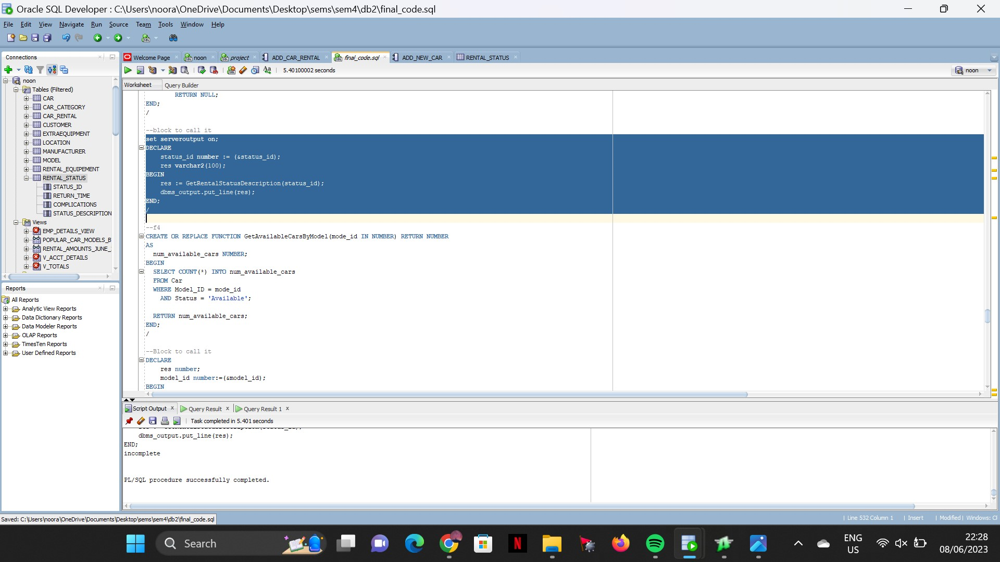 Oracle SQL Developer : C:\Users\noora\OneDrive\Documents\Desktop\sems\sem4\db2\final_code.sql
File Edit View Navigate Run Source Team Tools Window Help
Connections
Welcome Page noon project ADD_CAR_RENTAL final_code.sql ADD_NEW_CAR RENTAL_STATUS
5.40100002 seconds
noon
Worksheet Query Builder
noon
Tables (Filtered)
CAR
CAR_CATEGORY
CAR_RENTAL
CUSTOMER
EXTRAEQUIPMENT
LOCATION
MANUFACTURER
MODEL
RENTAL_EQUIPEMENT
RENTAL_STATUS
STATUS_ID
RETURN_TIME
COMPLICATIONS
STATUS_DESCRIPTION
Views
EMP_DETAILS_VIEW
POPULAR_CAR_MODELS_B
RENTAL_AMOUNTS_JUNE_
V_ACCT_DETAILS
V_TOTALS
Reports
All Reports
Analytic View Reports
Data Dictionary Reports
Data Modeler Reports
OLAP Reports
TimesTen Reports
User Defined Reports
RETURN NULL;
END;
/
--block to call it
set serveroutput on;
DECLARE
status_id number := (&status_id);
res varchar2(100);
BEGIN
res := GetRentalStatusDescription(status_id);
dbms_output.put_line(res);
END;
/
--f4
CREATE OR REPLACE FUNCTION GetAvailableCarsByModel(mode_id IN NUMBER) RETURN NUMBER
AS
num_available_cars NUMBER;
BEGIN
SELECT COUNT(*) INTO num_available_cars
FROM Car
WHERE Model_ID = mode_id
AND Status = 'Available';
RETURN num_available_cars;
END;
/
--Block to call it
DECLARE
res number;
model_id number:=(&model_id);
BEGIN
Script Output Query Result Query Result 1
Task completed in 5.401 seconds
dbms_output.put_line(res);
END;
incomplete
PL/SQL procedure successfully completed.
Saved: C:\Users\noora\OneDrive\Documents\Desktop\sems\sem4\db2\final_code.sql
Line 532 Column 1 Insert Modified Windows:
Search
ENG
US
22:28
08/06/2023